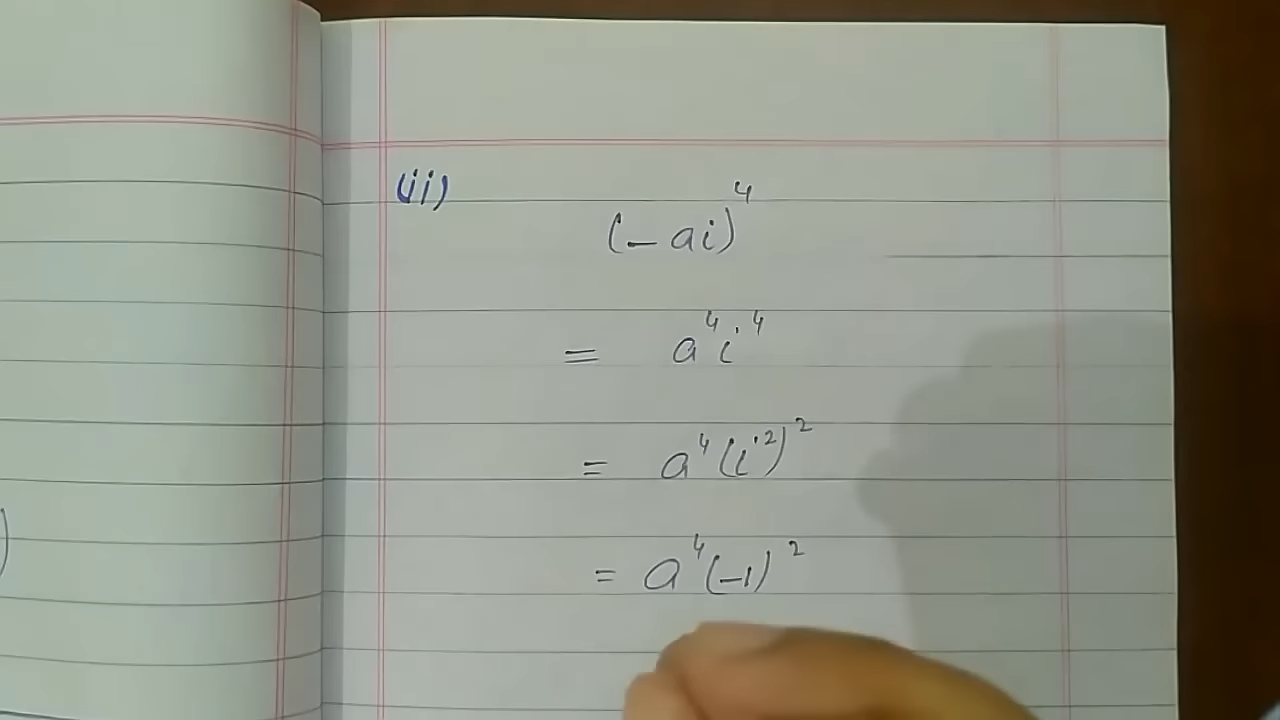 (ii)
(-ai)⁴
= a⁴i⁴
= a⁴(i²)²
= a⁴(-1)²